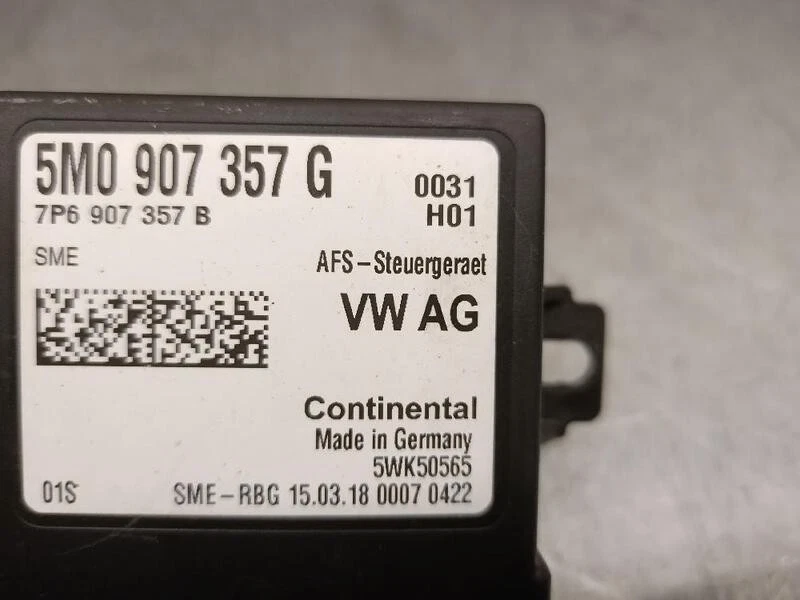 5M0 907 357 G 0031
7P6 907 357 B H01
SME AFS-Steuergeraet
VW AG
Continental
Made in Germany
5WK50565
01S SME-RBG 15.03.18 0007 0422